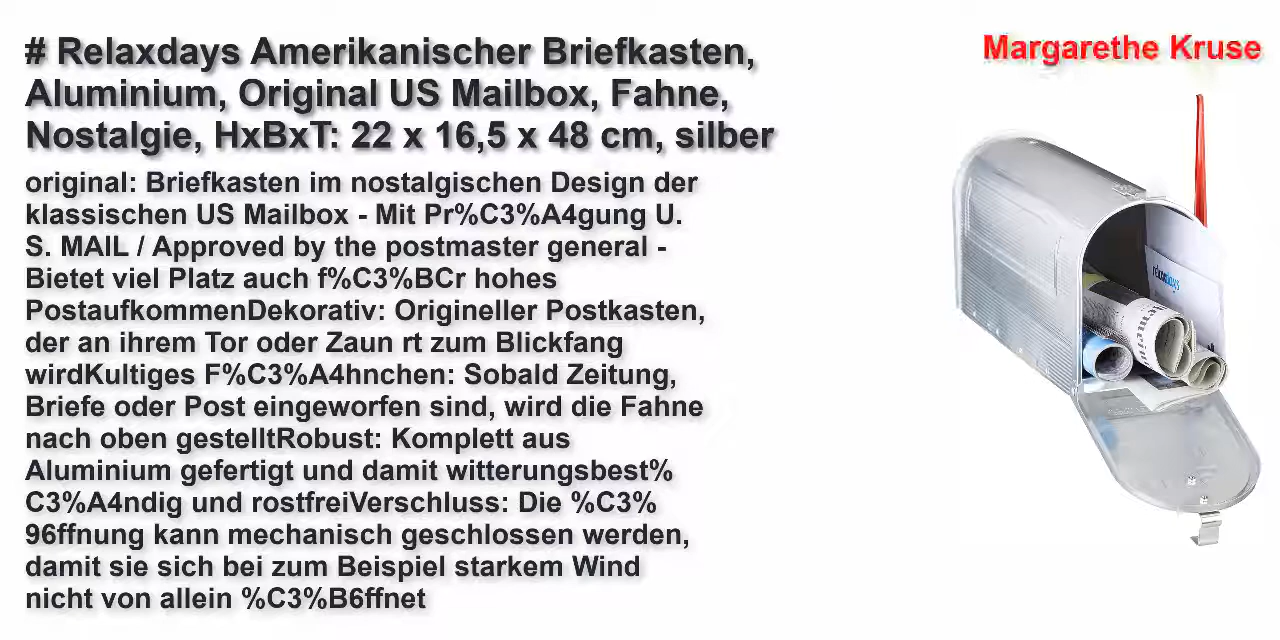 # Relaxdays Amerikanischer Briefkasten,
Aluminium, Original US Mailbox, Fahne,
Nostalgie, HxBxT: 22 x 16,5 x 48 cm, silber
original: Briefkasten im nostalgischen Design der
klassischen US Mailbox - Mit Pr%C3%A4gung U.
S. MAIL / Approved by the postmaster general -
Bietet viel Platz auch f%C3%BCr hohes
PostaufkommenDekorativ: Origineller Postkasten,
der an ihrem Tor oder Zaun rt zum Blickfang
wirdKultiges F%C3%A4hnchen: Sobald Zeitung,
Briefe oder Post eingeworfen sind, wird die Fahne
nach oben gestelltRobust: Komplett aus
Aluminium gefertigt und damit witterungsbest%
C3%A4ndig und rostfreiVerschluss: Die %C3%
96ffnung kann mechanisch geschlossen werden,
damit sie sich bei zum Beispiel starkem Wind
nicht von allein %C3%B6ffnet
Margarethe Kruse
relaxdays